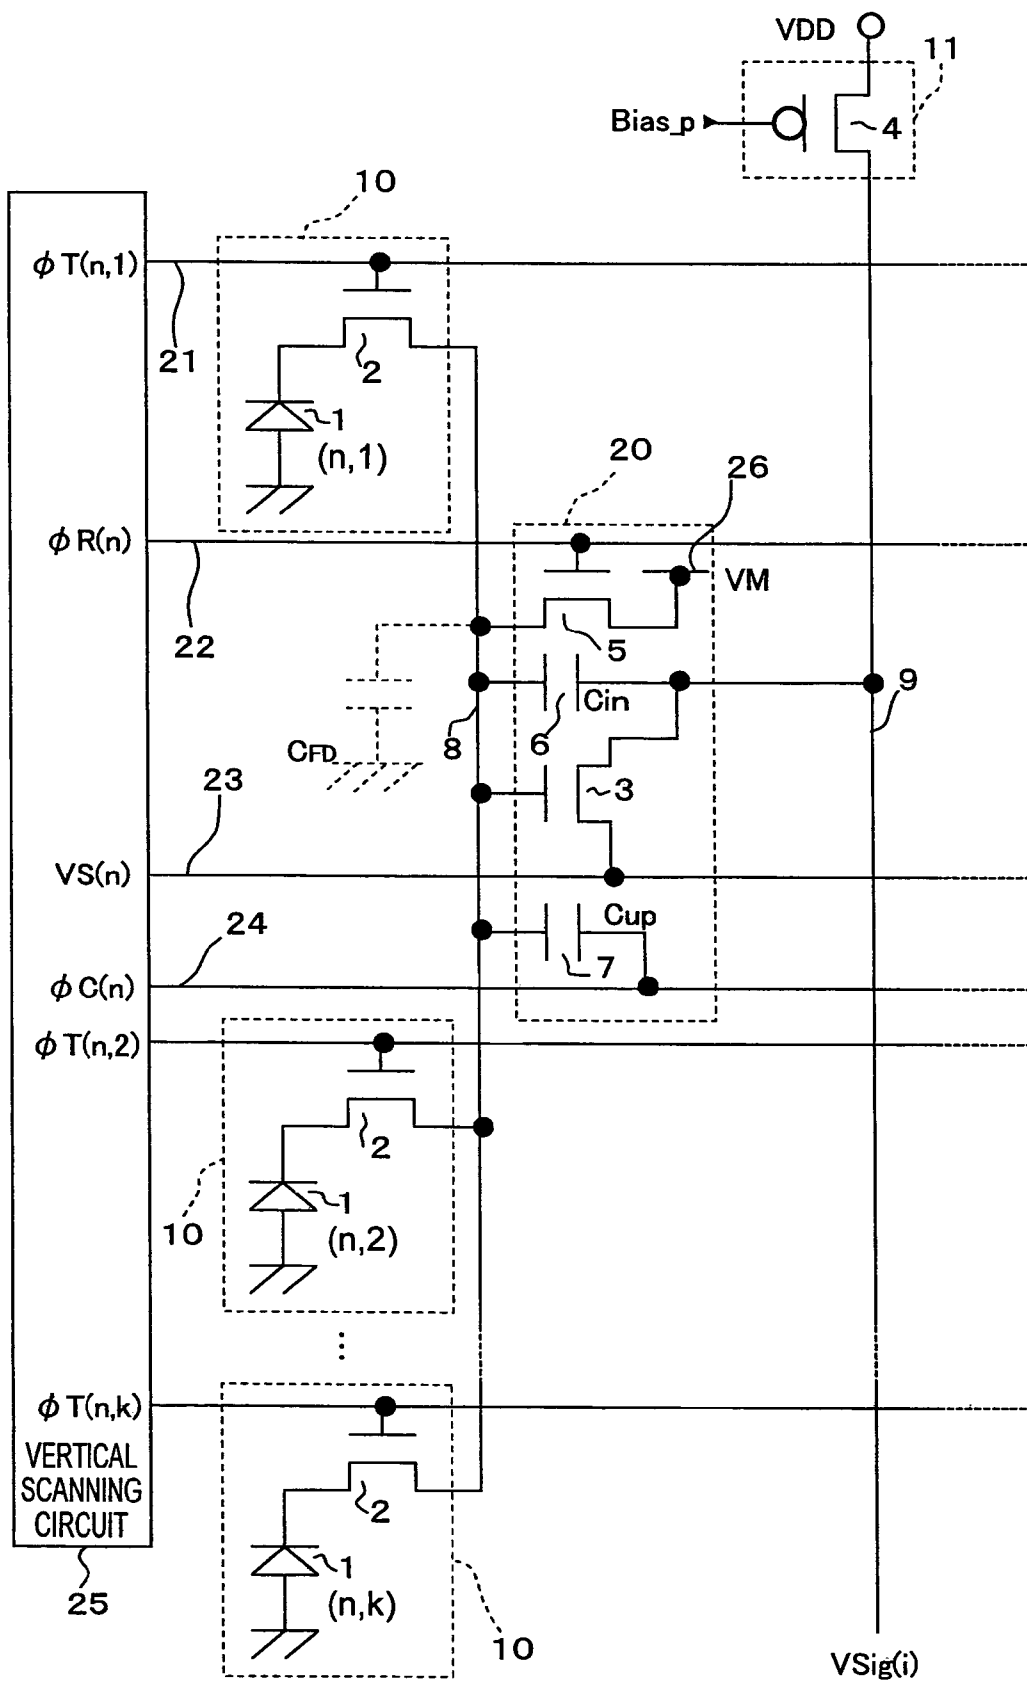 VDD
11
Bias_p
4
10
ϕT(n,1)
21
2
1
(n,1)
20
26
ϕR(n)
VM
22
5
Cin
9
8
6
CFD
23
3
VS(n)
Cup
24
7
ϕC(n)
ϕT(n,2)
2
1
10
(n,2)
⋮
ϕT(n,k)
VERTICAL
SCANNING
CIRCUIT
2
1
(n,k)
25
10
VSig(i)